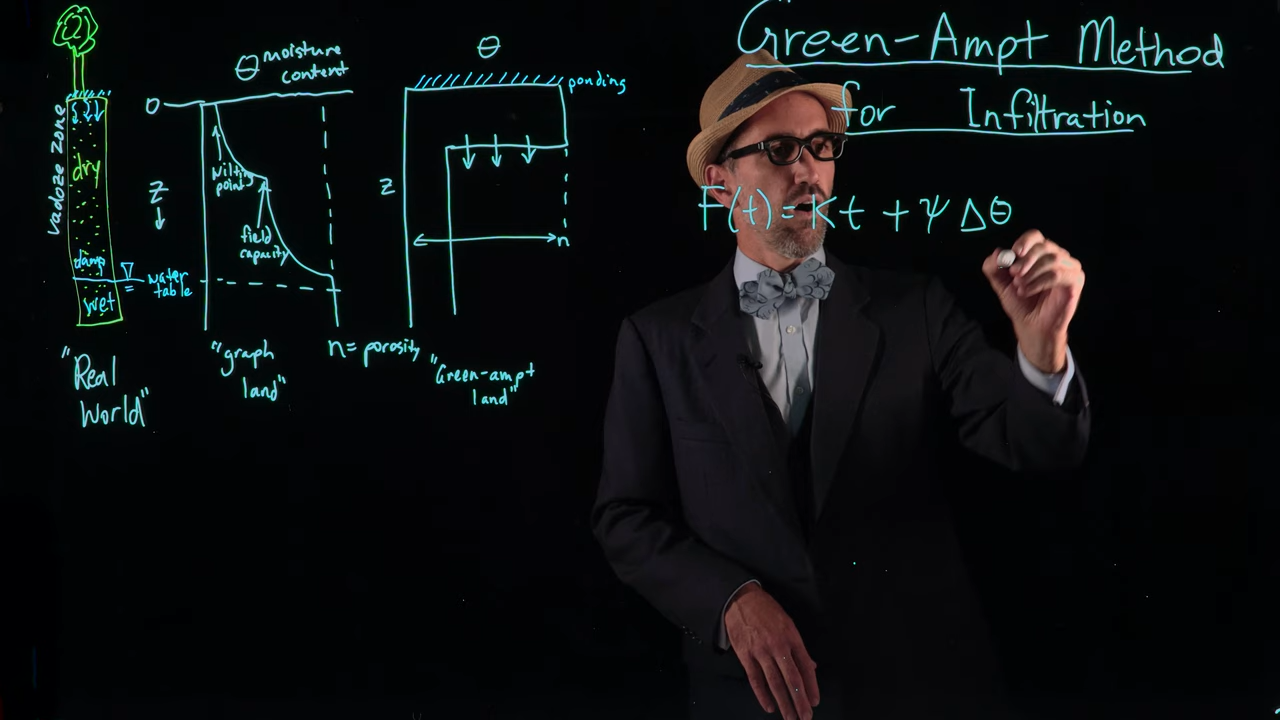 Green-Ampt Method
for Infiltration
F(t) = Kt + ψ Δθ
θ moisture
content
θ
ponding
0
vadoze zone
dry
damp
wet
water
table
z
wilting
point
field
capacity
z
n
n = porosity
"Real
World"
"graph
land"
"Green-ampt
land"